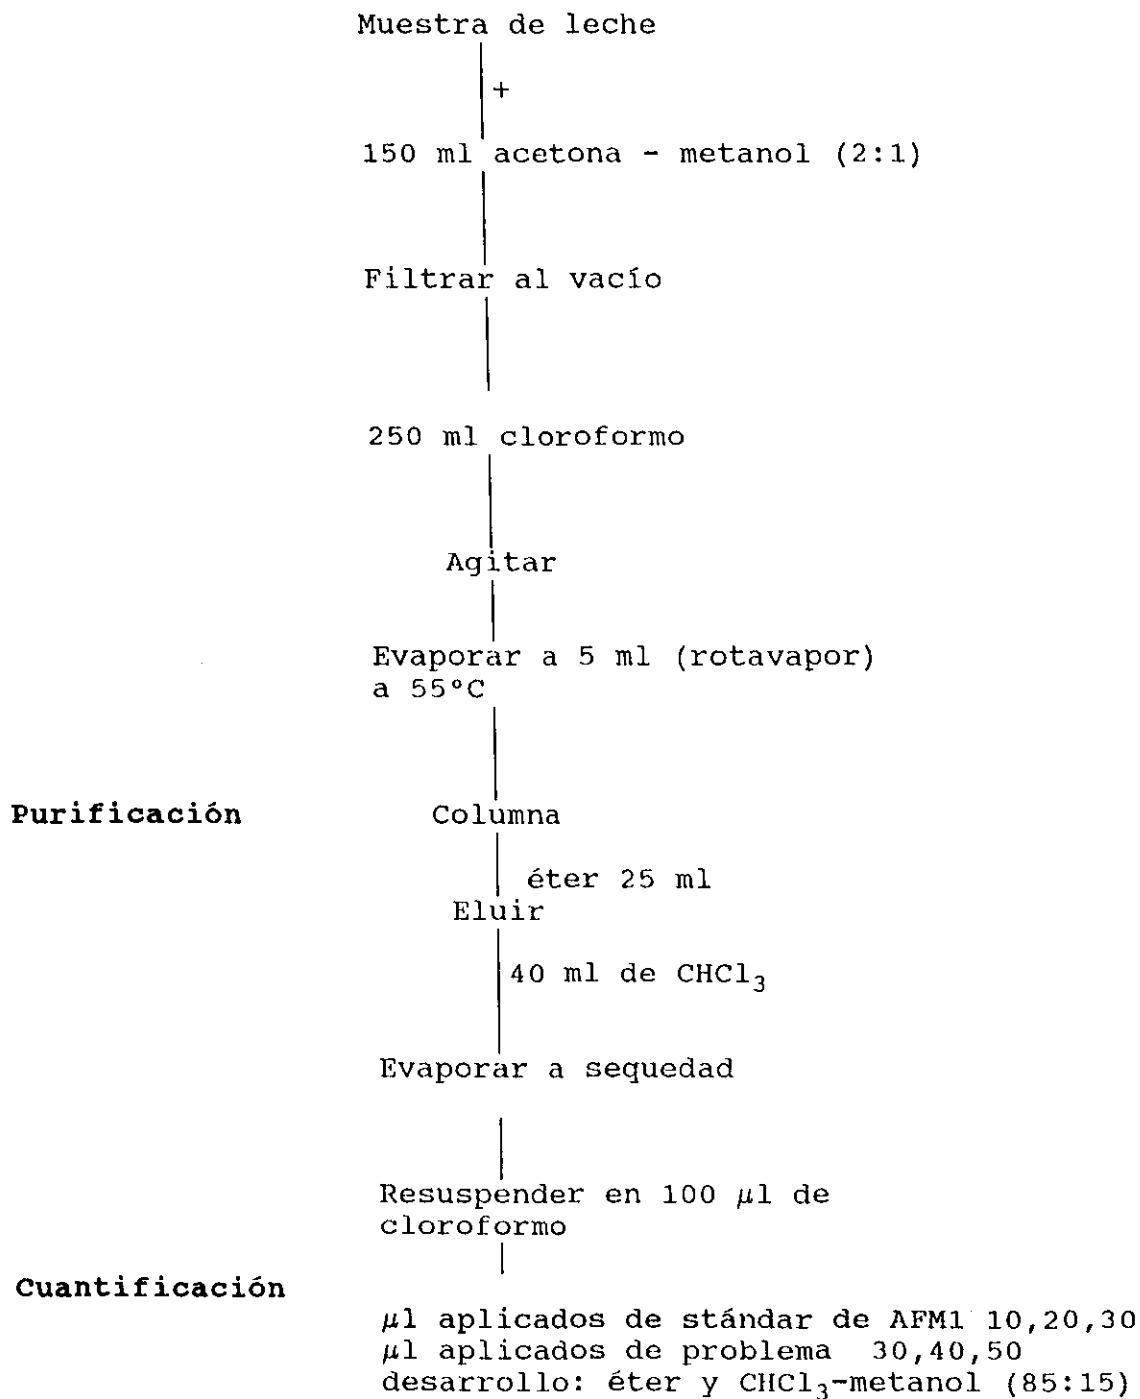 Muestra de leche
+
150 ml acetona - metanol (2:1)
Filtrar al vacío
250 ml cloroformo
Agitar
Evaporar a 5 ml (rotavapor)
a 55°C
Purificación Columna
éter 25 ml
Eluir
40 ml de CHCl₃
Evaporar a sequedad
Resuspender en 100 μl de
cloroformo
Cuantificación
μl aplicados de stándar de AFM1 10,20,30
μl aplicados de problema 30,40,50
desarrollo: éter y CHCl₃-metanol (85:15)